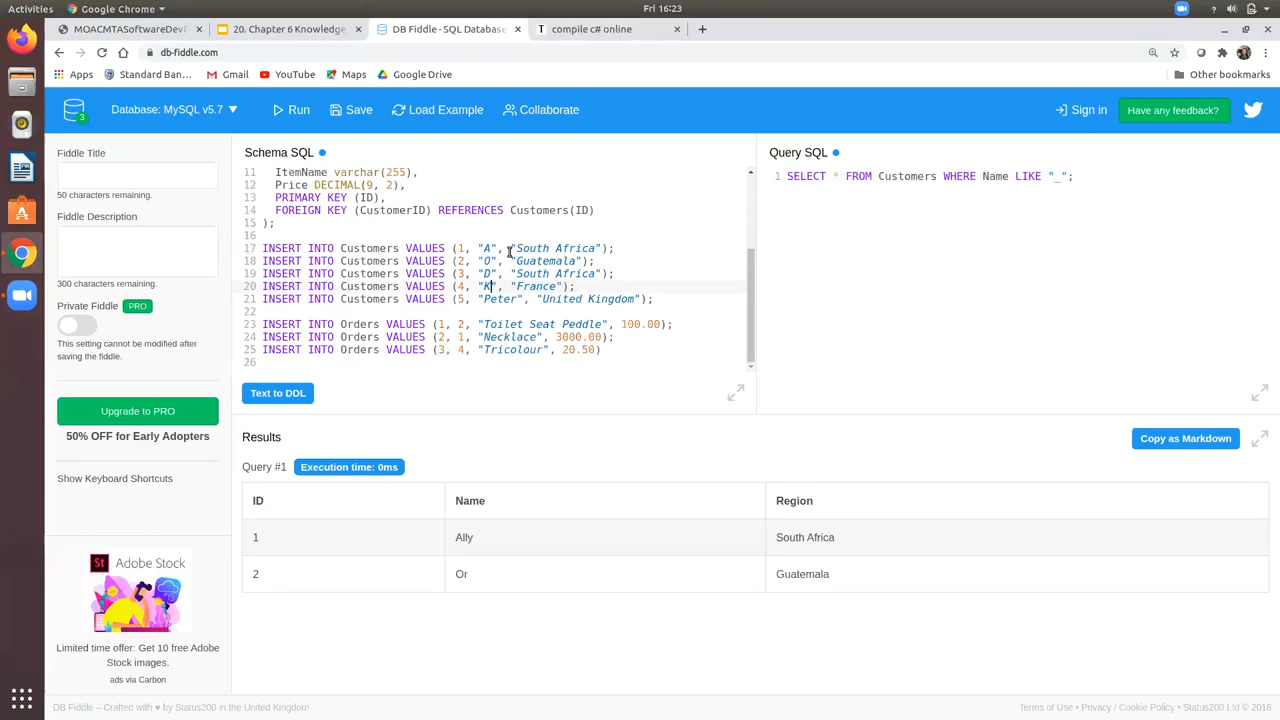 Activities
Google Chrome
Fri 16:23
MOACMTASoftwareDevF
20. Chapter 6 Knowledge
DB Fiddle - SQL Database
compile c# online
db-fiddle.com
Apps
Standard Ban...
Gmail
YouTube
Maps
Google Drive
Other bookmarks
3
Database: MySQL v5.7
Run
Save
Load Example
Collaborate
Sign in
Have any feedback?
Fiddle Title
50 characters remaining.
Fiddle Description
300 characters remaining.
Private Fiddle PRO
This setting cannot be modified after
saving the fiddle.
Upgrade to PRO
50% OFF for Early Adopters
Show Keyboard Shortcuts
St Adobe Stock
Limited time offer: Get 10 free Adobe
Stock images.
ads via Carbon
Schema SQL
11 ItemName varchar(255),
12 Price DECIMAL(9, 2),
13 PRIMARY KEY (ID),
14 FOREIGN KEY (CustomerID) REFERENCES Customers(ID)
15 );
16
17 INSERT INTO Customers VALUES (1, "A", "South Africa");
18 INSERT INTO Customers VALUES (2, "O", "Guatemala");
19 INSERT INTO Customers VALUES (3, "D", "South Africa");
20 INSERT INTO Customers VALUES (4, "K", "France");
21 INSERT INTO Customers VALUES (5, "Peter", "United Kingdom");
22
23 INSERT INTO Orders VALUES (1, 2, "Toilet Seat Peddle", 100.00);
24 INSERT INTO Orders VALUES (2, 1, "Necklace", 3000.00);
25 INSERT INTO Orders VALUES (3, 4, "Tricolour", 20.50)
26
Text to DDL
Query SQL
1 SELECT * FROM Customers WHERE Name LIKE "_";
Results
Copy as Markdown
Query #1 Execution time: 0ms
ID Name Region
1 Ally South Africa
2 Or Guatemala
DB Fiddle – Crafted with ♥ by Status200 in the United Kingdom
Terms of Use • Privacy / Cookie Policy • Status200 Ltd © 2018